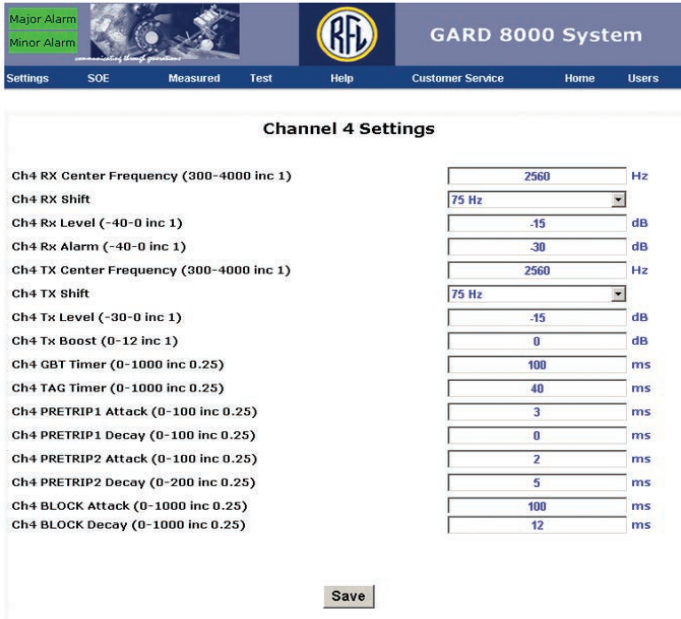 Major Alarm
Minor Alarm
communicating through generations
RFL
GARD 8000 System
Settings SOE Measured Test Help Customer Service Home Users
Channel 4 Settings
Ch4 RX Center Frequency (300-4000 inc 1) 2560 Hz
Ch4 RX Shift 75 Hz
Ch4 Rx Level (-40-0 inc 1) -15 dB
Ch4 Rx Alarm (-40-0 inc 1) -30 dB
Ch4 TX Center Frequency (300-4000 inc 1) 2560 Hz
Ch4 TX Shift 75 Hz
Ch4 Tx Level (-30-0 inc 1) -15 dB
Ch4 Tx Boost (0-12 inc 1) 0 dB
Ch4 GBT Timer (0-1000 inc 0.25) 100 ms
Ch4 TAG Timer (0-1000 inc 0.25) 40 ms
Ch4 PRETRIP1 Attack (0-100 inc 0.25) 3 ms
Ch4 PRETRIP1 Decay (0-100 inc 0.25) 0 ms
Ch4 PRETRIP2 Attack (0-100 inc 0.25) 2 ms
Ch4 PRETRIP2 Decay (0-200 inc 0.25) 5 ms
Ch4 BLOCK Attack (0-1000 inc 0.25) 100 ms
Ch4 BLOCK Decay (0-1000 inc 0.25) 12 ms
Save